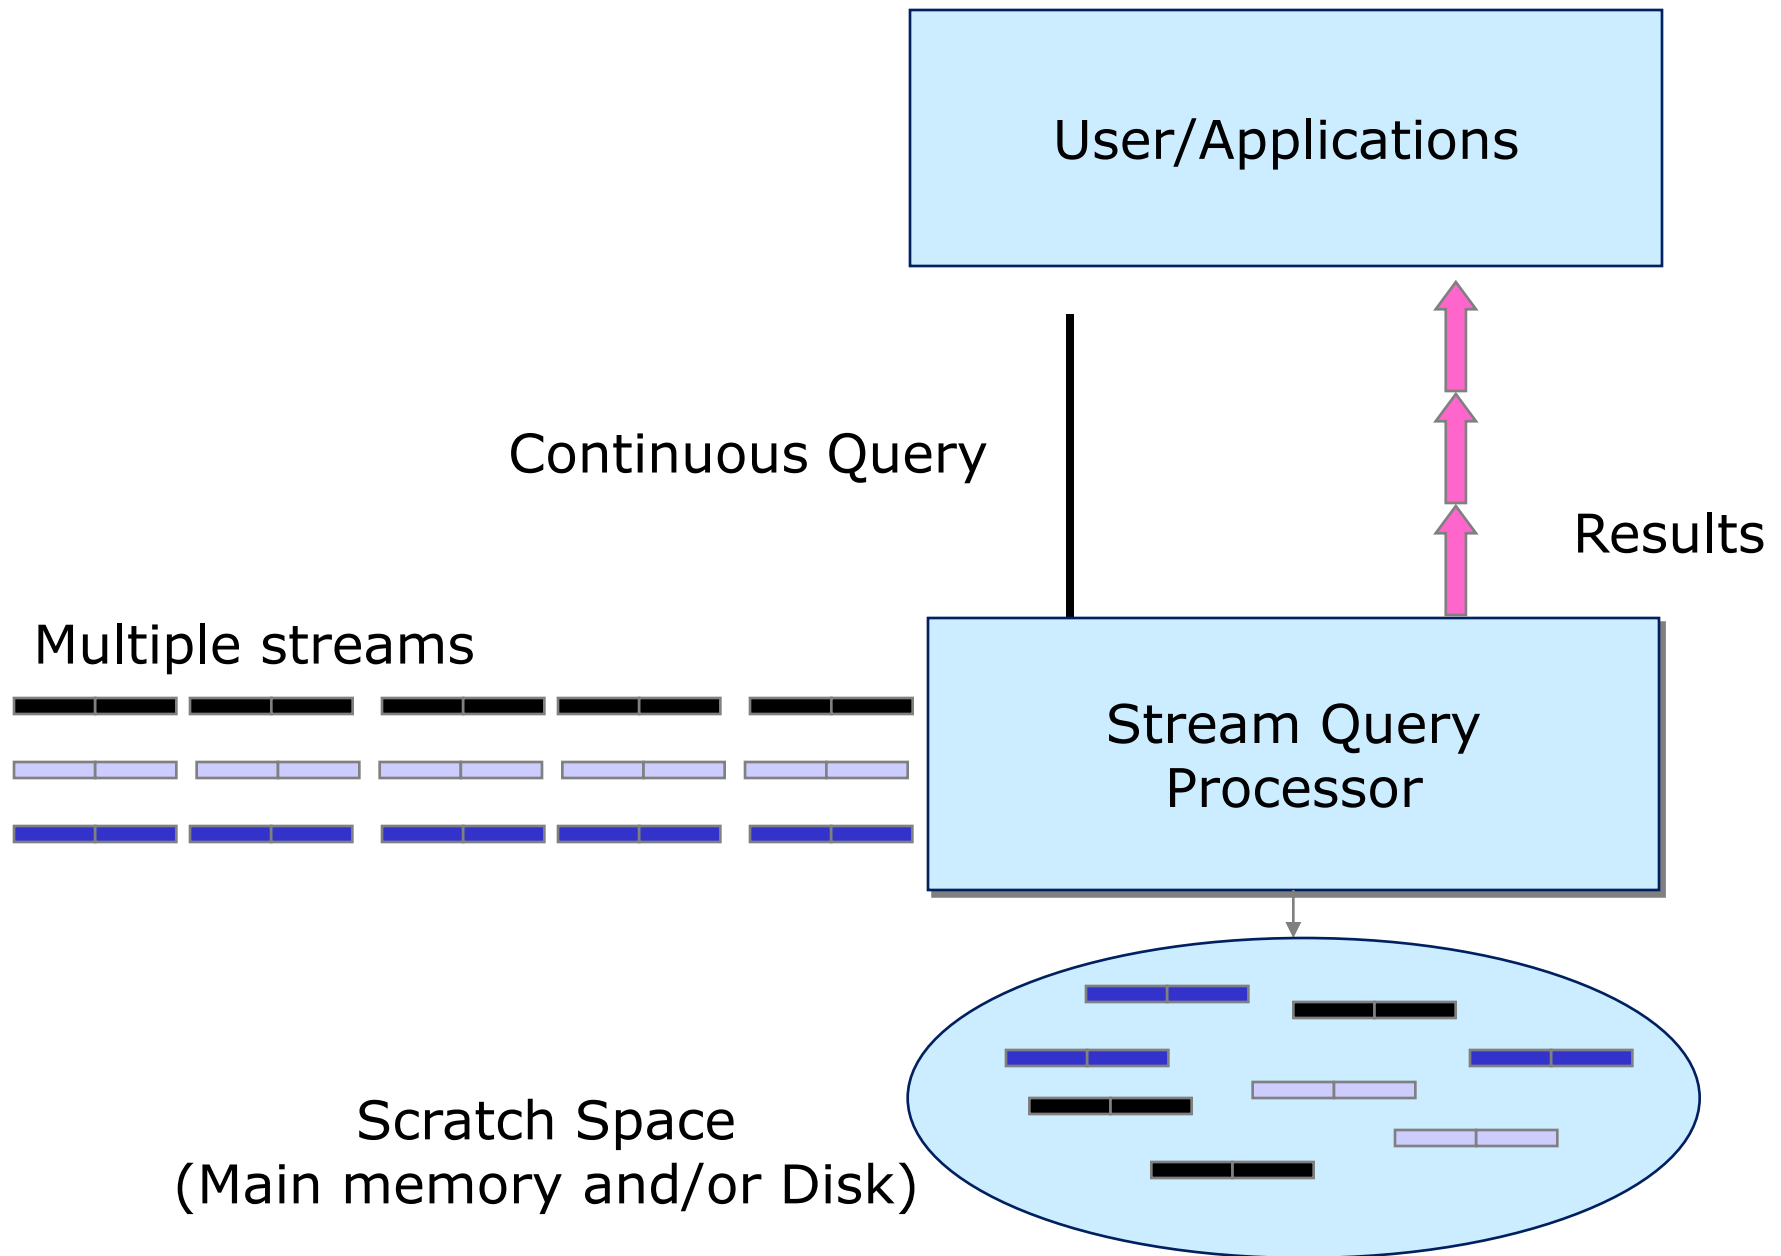 User/Applications
Continuous Query
Results
Multiple streams
Stream Query
Processor
Scratch Space
(Main memory and/or Disk)